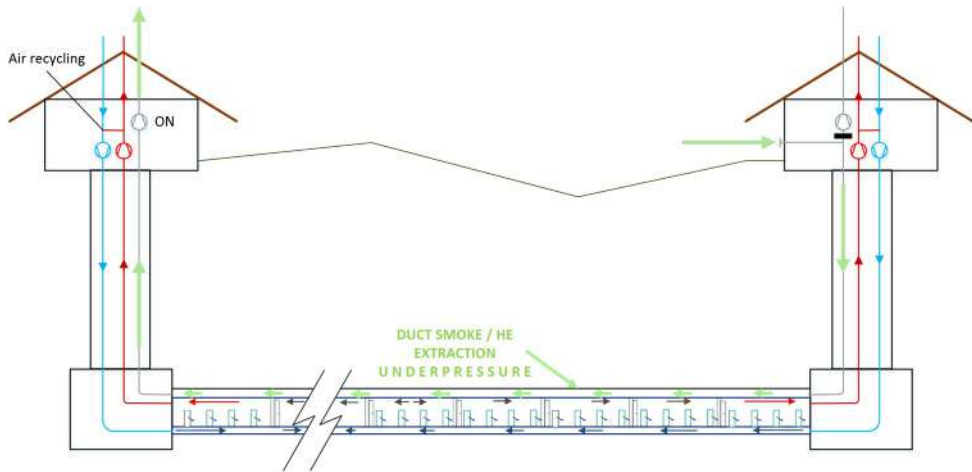 Air recycling
ON
DUCT SMOKE / HE
EXTRACTION
UNDERPRESSURE